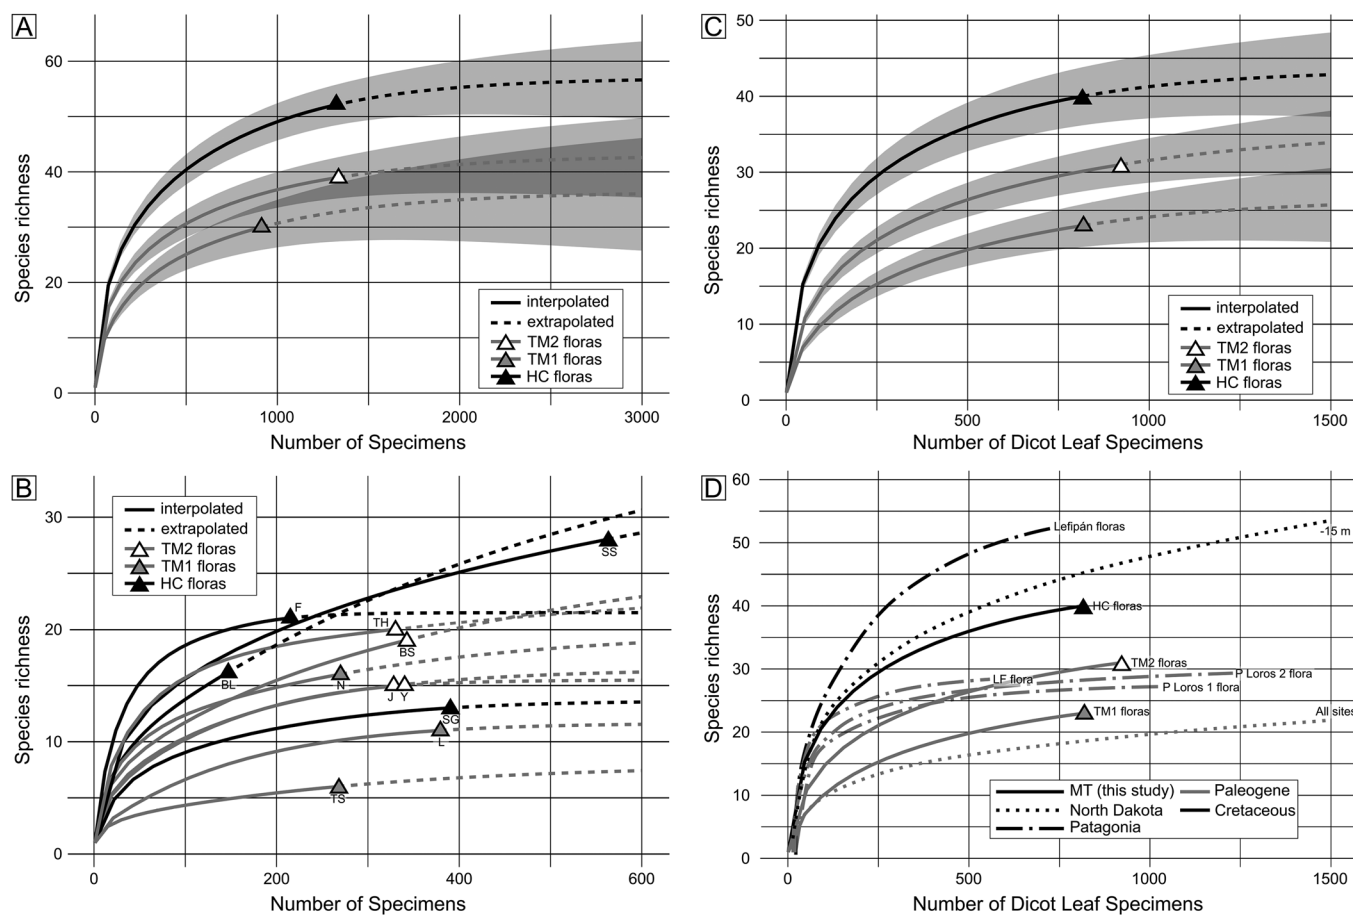 A
60
40
20
0
Species richness
interpolated
extrapolated
TM2 floras
TM1 floras
HC floras
0
1000
2000
3000
Number of Specimens
C
50
40
30
20
10
0
Species richness
interpolated
extrapolated
TM2 floras
TM1 floras
HC floras
0
500
1000
1500
Number of Dicot Leaf Specimens
B
30
20
10
0
Species richness
interpolated
extrapolated
TM2 floras
TM1 floras
HC floras
SS
F
TH
BS
BL
N
J
Y
SG
L
TS
0
200
400
600
Number of Specimens
D
60
50
40
30
20
10
0
Species richness
Lefipán floras
-15 m
HC floras
TM2 floras
LF flora
P Loros 2 flora
P Loros 1 flora
TM1 floras
All sites
MT (this study)
North Dakota
Patagonia
Paleogene
Cretaceous
0
500
1000
1500
Number of Dicot Leaf Specimens